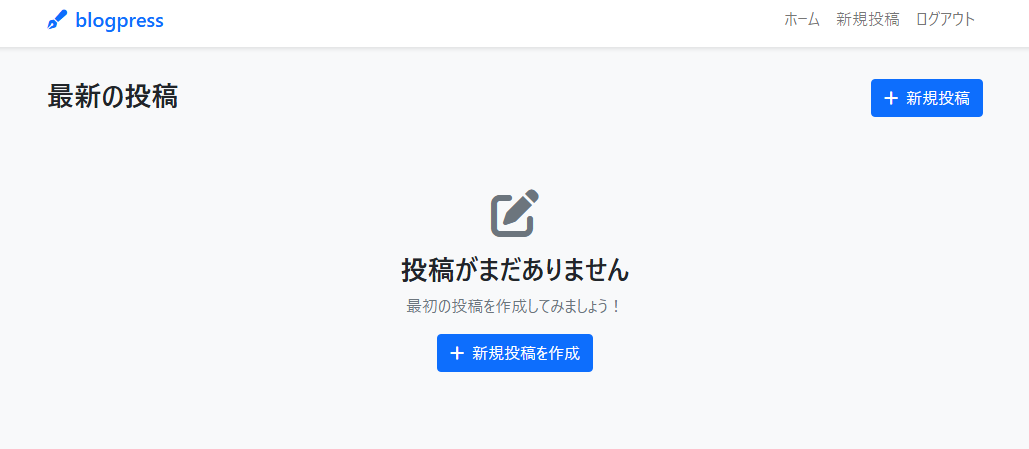 blogpress
ホーム 新規投稿 ログアウト
最新の投稿
新規投稿
投稿がまだありません
最初の投稿を作成してみましょう！
新規投稿を作成